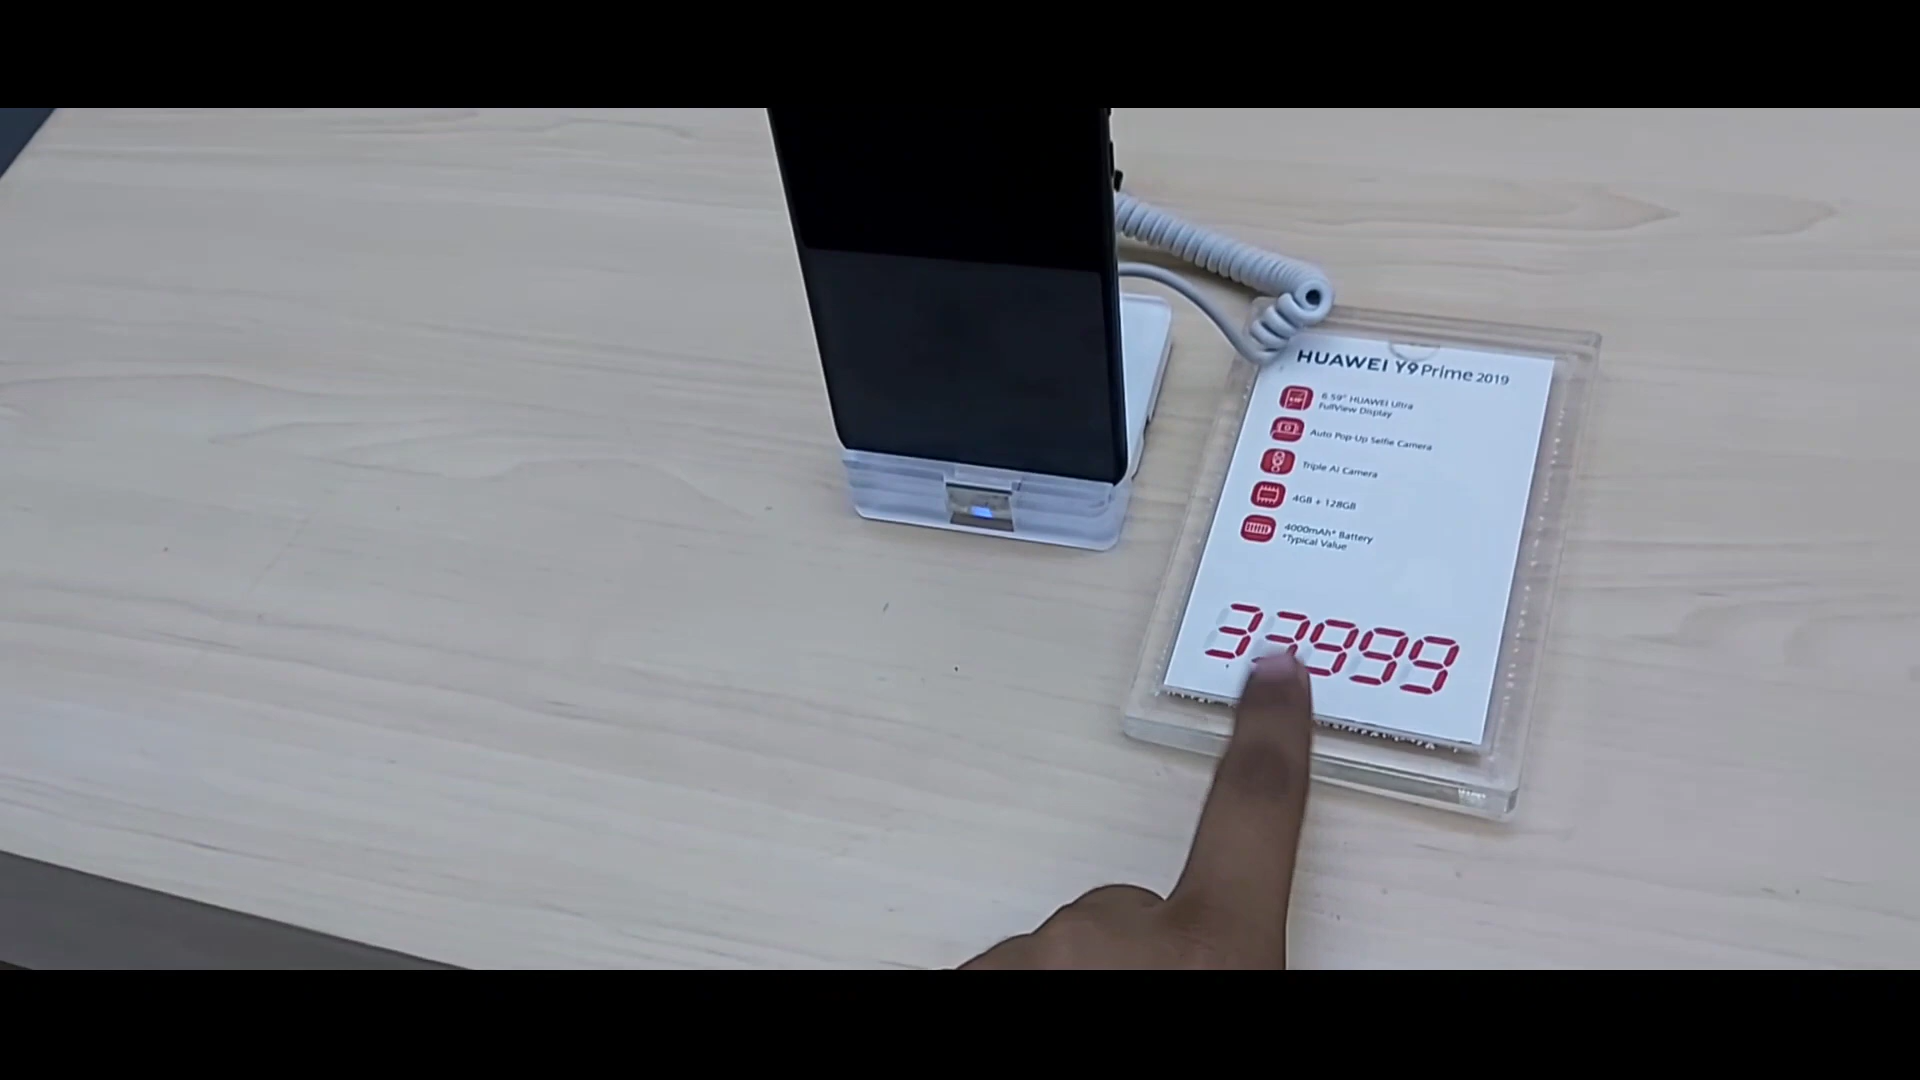 HUAWEI Y9 Prime 2019
6.59" HUAWEI Ultra
FullView Display
Auto Pop-Up Selfie Camera
Triple AI Camera
4GB + 128GB
4000mAh* Battery
*Typical Value
33999